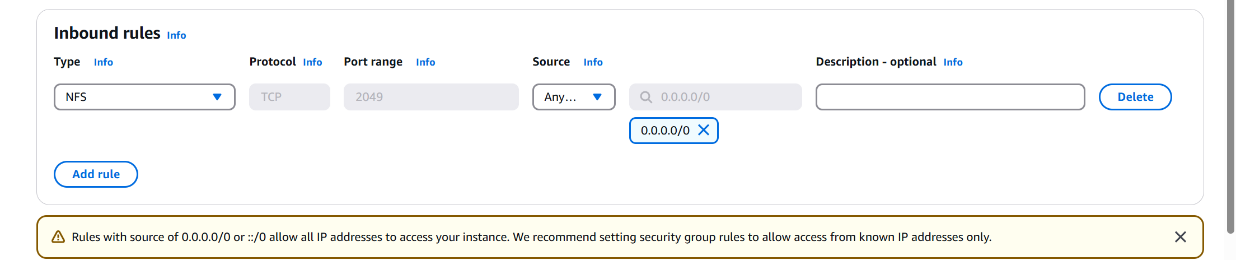 Inbound rules Info
Type Info Protocol Info Port range Info Source Info Description - optional Info
NFS TCP 2049 Any... 0.0.0.0/0 Delete
0.0.0.0/0
Add rule
Rules with source of 0.0.0.0/0 or ::/0 allow all IP addresses to access your instance. We recommend setting security group rules to allow access from known IP addresses only.